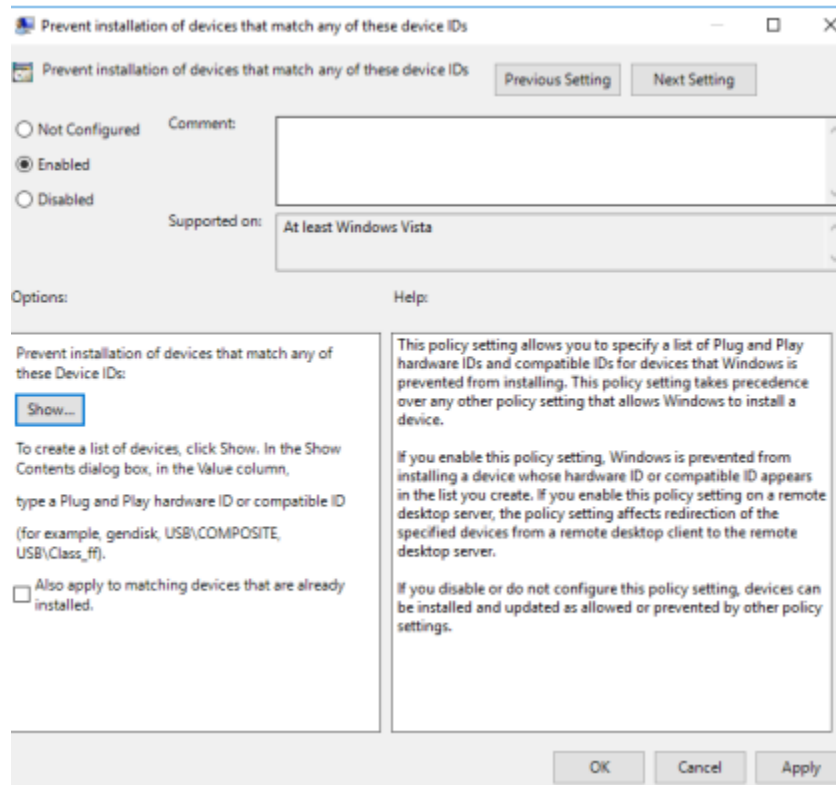 Prevent installation of devices that match any of these device IDs
Prevent installation of devices that match any of these device IDs
Previous Setting
Next Setting
Not Configured
Comment:
Enabled
Disabled
Supported on:
At least Windows Vista
Options:
Help:
Prevent installation of devices that match any of
these Device IDs:
Show...
To create a list of devices, click Show. In the Show
Contents dialog box, in the Value column,
type a Plug and Play hardware ID or compatible ID
(for example, gendisk, USB\COMPOSITE,
USB\Class_ff).
Also apply to matching devices that are already
installed.
This policy setting allows you to specify a list of Plug and Play
hardware IDs and compatible IDs for devices that Windows is
prevented from installing. This policy setting takes precedence
over any other policy setting that allows Windows to install a
device.
If you enable this policy setting, Windows is prevented from
installing a device whose hardware ID or compatible ID appears
in the list you create. If you enable this policy setting on a remote
desktop server, the policy setting affects redirection of the
specified devices from a remote desktop client to the remote
desktop server.
If you disable or do not configure this policy setting, devices can
be installed and updated as allowed or prevented by other policy
settings.
OK
Cancel
Apply